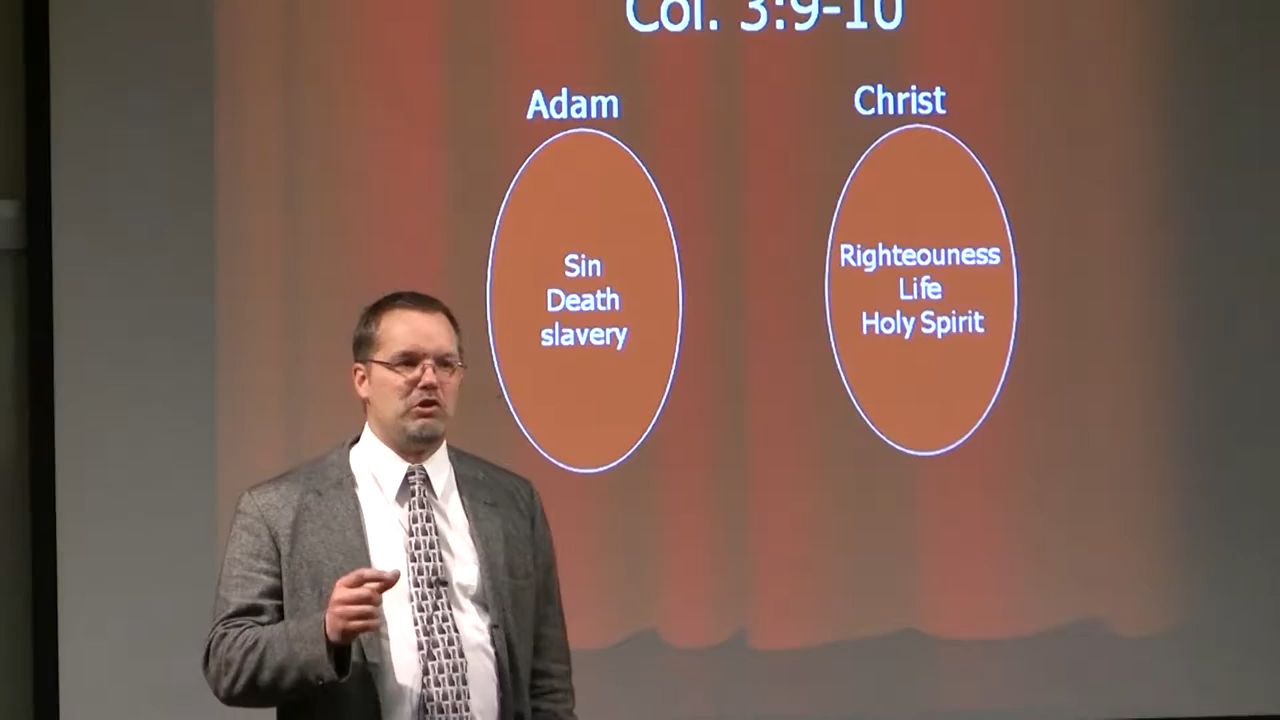 Col. 3:9-10
Adam
Christ
Sin
Death
slavery
Righteouness
Life
Holy Spirit